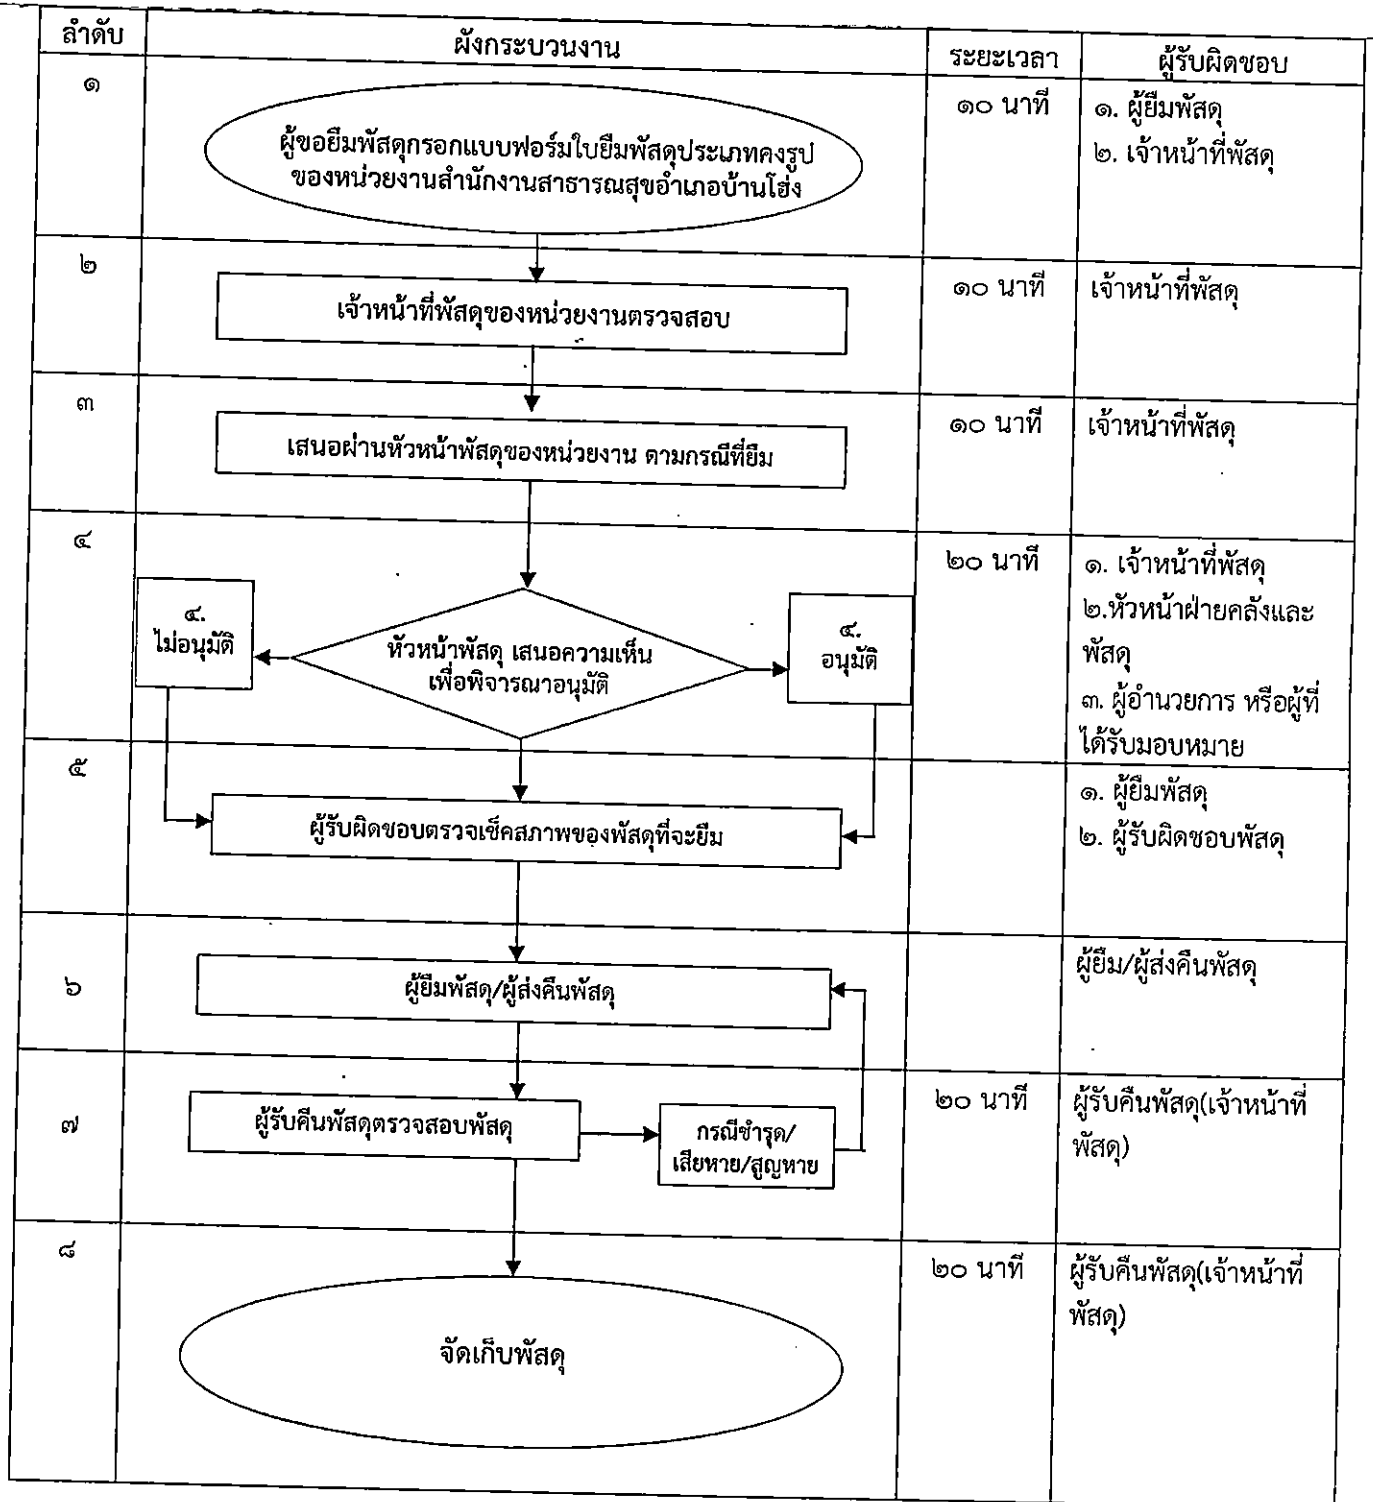 ลำดับ ผังกระบวนงาน ระยะเวลา ผู้รับผิดชอบ
๑
ผู้ขอยืมพัสดุกรอกแบบฟอร์มใบยืมพัสดุประเภทคงรูป
ของหน่วยงานสำนักงานสาธารณสุขอำเภอบ้านโฮ่ง
๑๐ นาที
๑. ผู้ยืมพัสดุ
๒. เจ้าหน้าที่พัสดุ
๒
เจ้าหน้าที่พัสดุของหน่วยงานตรวจสอบ
๑๐ นาที
เจ้าหน้าที่พัสดุ
๓
เสนอผ่านหัวหน้าพัสดุของหน่วยงาน ตามกรณีที่ยืม
๑๐ นาที
เจ้าหน้าที่พัสดุ
๔
๔.
ไม่อนุมัติ
หัวหน้าพัสดุ เสนอความเห็น
เพื่อพิจารณาอนุมัติ
๔.
อนุมัติ
๒๐ นาที
๑. เจ้าหน้าที่พัสดุ
๒.หัวหน้าฝ่ายคลังและ
พัสดุ
๓. ผู้อำนวยการ หรือผู้ที่
ได้รับมอบหมาย
๕
ผู้รับผิดชอบตรวจเช็คสภาพของพัสดุที่จะยืม
๑. ผู้ยืมพัสดุ
๒. ผู้รับผิดชอบพัสดุ
๖
ผู้ยืมพัสดุ/ผู้ส่งคืนพัสดุ
ผู้ยืม/ผู้ส่งคืนพัสดุ
๗
ผู้รับคืนพัสดุตรวจสอบพัสดุ
กรณีชำรุด/
เสียหาย/สูญหาย
๒๐ นาที
ผู้รับคืนพัสดุ(เจ้าหน้าที่
พัสดุ)
๘
จัดเก็บพัสดุ
๒๐ นาที
ผู้รับคืนพัสดุ(เจ้าหน้าที่
พัสดุ)